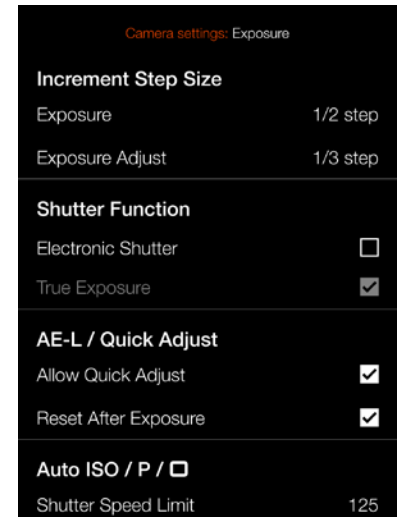 Camera settings: Exposure
Increment Step Size
Exposure 1/2 step
Exposure Adjust 1/3 step
Shutter Function
Electronic Shutter
True Exposure
AE-L / Quick Adjust
Allow Quick Adjust
Reset After Exposure
Auto ISO / P /
Shutter Speed Limit 125